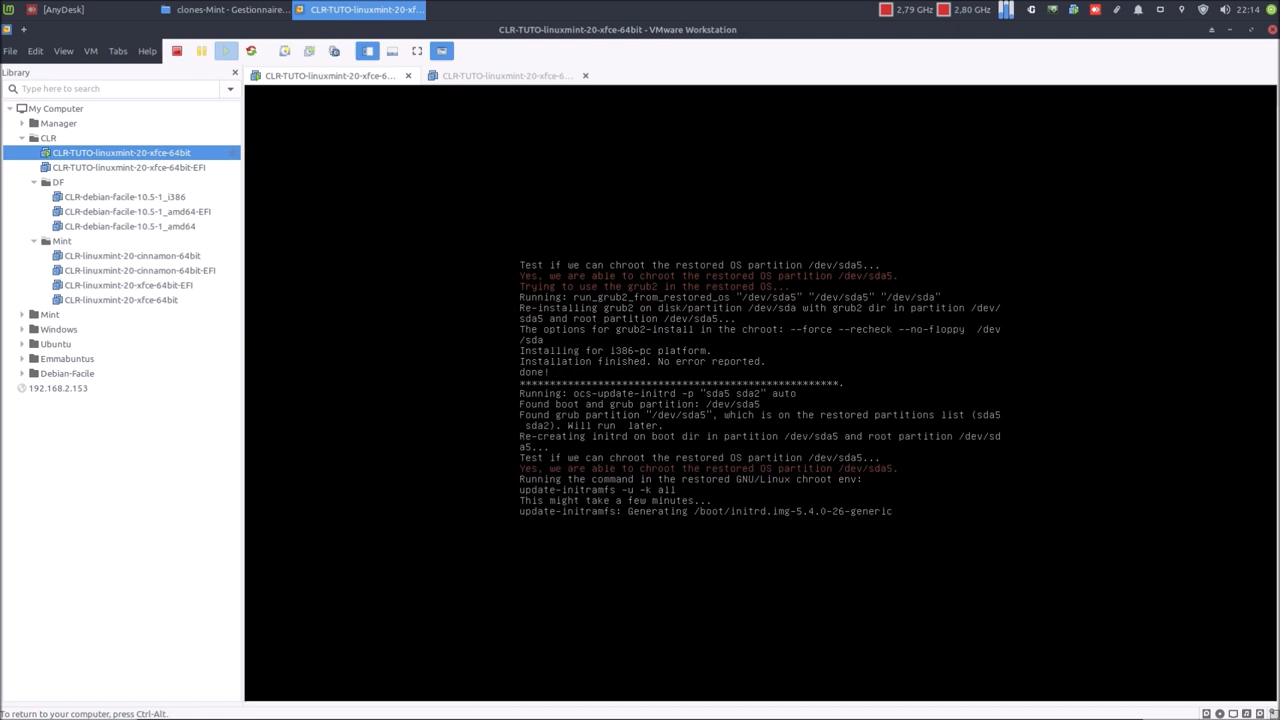 [AnyDesk]
clones-Mint - Gestionnaire...
CLR-TUTO-linuxmint-20-xf...
2,79 GHz
2,80 GHz
22:14
CLR-TUTO-linuxmint-20-xfce-64bit - VMware Workstation
File Edit View VM Tabs Help
Library
CLR-TUTO-linuxmint-20-xfce-6...
CLR-TUTO-linuxmint-20-xfce-6...
Type here to search
My Computer
Manager
CLR
CLR-TUTO-linuxmint-20-xfce-64bit
CLR-TUTO-linuxmint-20-xfce-64bit-EFI
DF
CLR-debian-facile-10.5-1_i386
CLR-debian-facile-10.5-1_amd64-EFI
CLR-debian-facile-10.5-1_amd64
Mint
CLR-linuxmint-20-cinnamon-64bit
CLR-linuxmint-20-cinnamon-64bit-EFI
CLR-linuxmint-20-xfce-64bit-EFI
CLR-linuxmint-20-xfce-64bit
Mint
Windows
Ubuntu
Emmabuntus
Debian-Facile
192.168.2.153
Test if we can chroot the restored OS partition /dev/sda5...
Yes, we are able to chroot the restored OS partition /dev/sda5.
Trying to use the grub2 in the restored OS...
Running: run_grub2_from_restored_os "/dev/sda5" "/dev/sda5" "/dev/sda"
Re-installing grub2 on disk/partition /dev/sda with grub2 dir in partition /dev/
sda5 and root partition /dev/sda5...
The options for grub2-install in the chroot: --force --recheck --no-floppy  /dev
/sda
Installing for i386-pc platform.
Installation finished. No error reported.
done!
*****************************************************.
Running: ocs-update-initrd -p "sda5 sda2" auto
Found boot and grub partition: /dev/sda5
Found grub partition "/dev/sda5", which is on the restored partitions list (sda5
 sda2). Will run  later.
Re-creating initrd on boot dir in partition /dev/sda5 and root partition /dev/sd
a5...
Test if we can chroot the restored OS partition /dev/sda5...
Yes, we are able to chroot the restored OS partition /dev/sda5.
Running the command in the restored GNU/Linux chroot env:
update-initramfs -u -k all
This might take a few minutes...
update-initramfs: Generating /boot/initrd.img-5.4.0-26-generic
To return to your computer, press Ctrl-Alt.